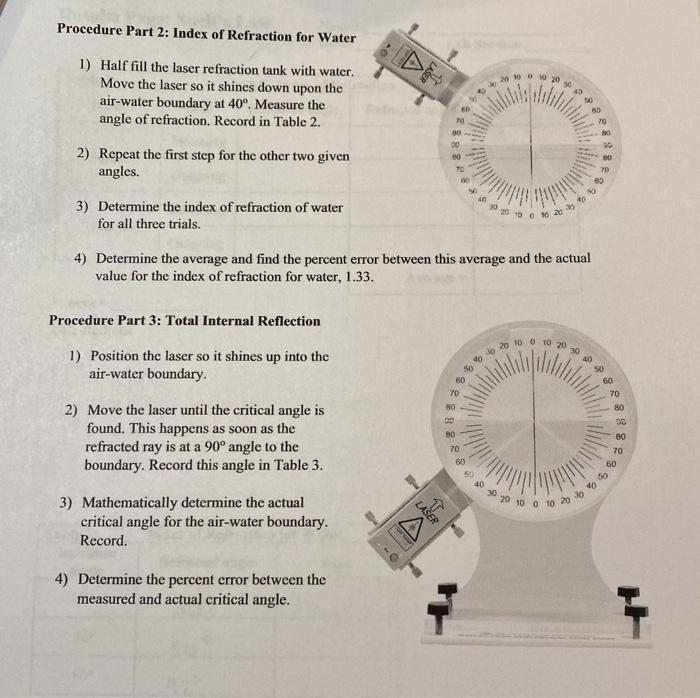 Procedure Part 2: Index of Refraction for Water
1) Half fill the laser refraction tank with water.
Move the laser so it shines down upon the
air-water boundary at 40º. Measure the
angle of refraction. Record in Table 2.
2) Repeat the first step for the other two given
angles.
3) Determine the index of refraction of water
for all three trials.
4) Determine the average and find the percent error between this average and the actual
value for the index of refraction for water, 1.33.
LASER
30 20 10 0 10 20 30
40 40
50 50
60 60
70 70
80 80
90 90
80 80
70 70
60 60
50 50
40 40
30 20 10 0 10 20 30
Procedure Part 3: Total Internal Reflection
1) Position the laser so it shines up into the
air-water boundary.
2) Move the laser until the critical angle is
found. This happens as soon as the
refracted ray is at a 90º angle to the
boundary. Record this angle in Table 3.
3) Mathematically determine the actual
critical angle for the air-water boundary.
Record.
4) Determine the percent error between the
measured and actual critical angle.
30 20 10 0 10 20 30
40 40
50 50
60 60
70 70
80 80
90 90
80 80
70 70
60 60
50 50
40 40
30 20 10 0 10 20 30
LASER